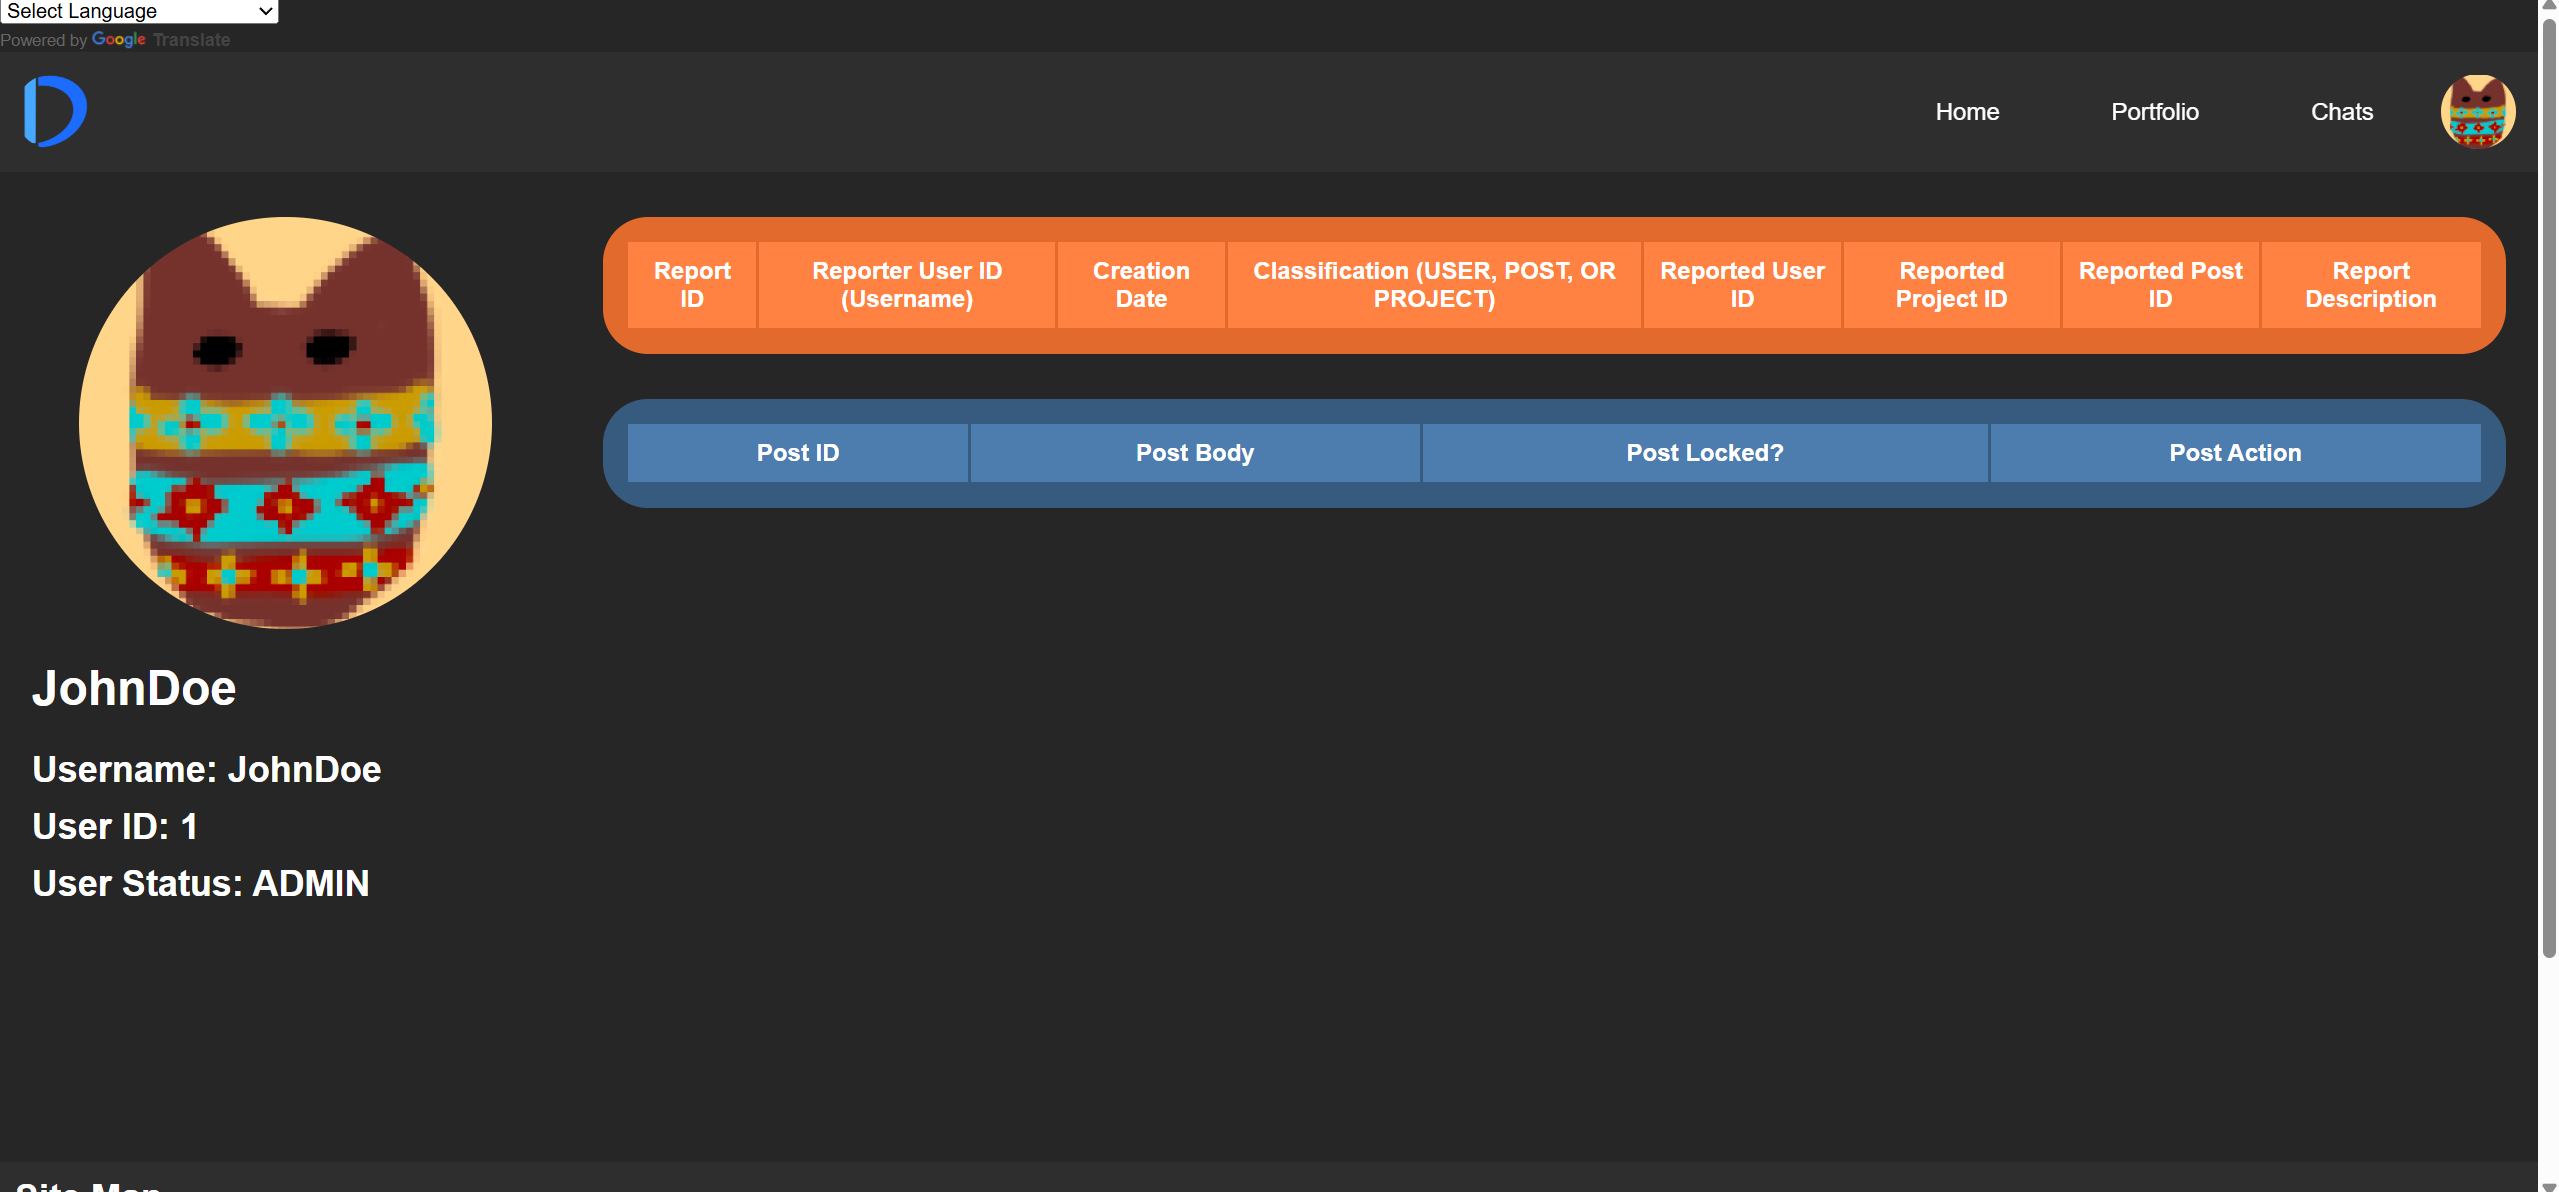 Select Language
Powered by Google Translate
Home Portfolio Chats
Report ID
Reporter User ID (Username)
Creation Date
Classification (USER, POST, OR PROJECT)
Reported User ID
Reported Project ID
Reported Post ID
Report Description
Post ID Post Body Post Locked? Post Action
JohnDoe
Username: JohnDoe
User ID: 1
User Status: ADMIN
Site Map